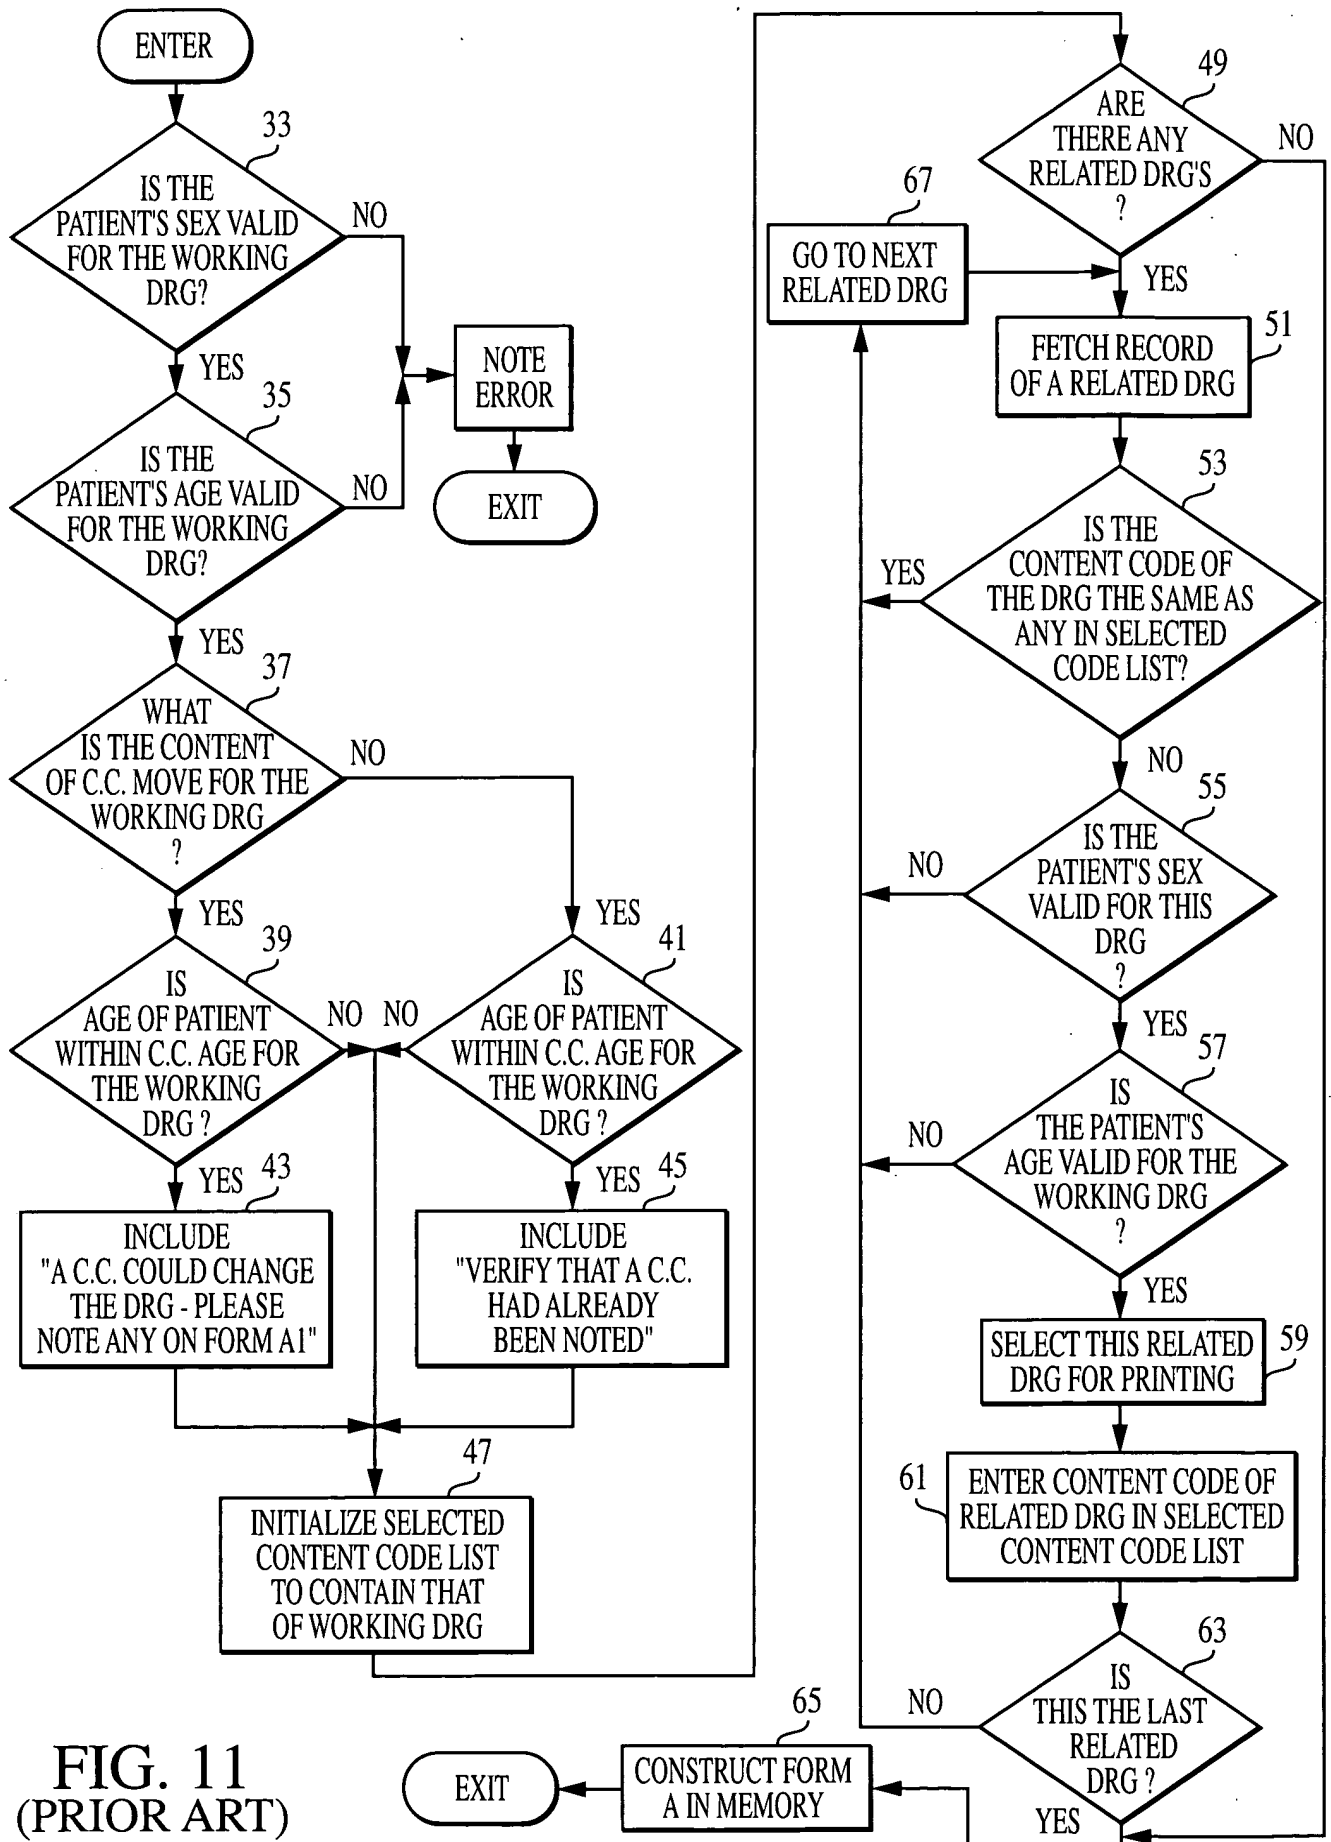 ENTER
33
IS THE
PATIENT'S SEX VALID
FOR THE WORKING
DRG?
NO
YES
NOTE
ERROR
EXIT
35
IS THE
PATIENT'S AGE VALID
FOR THE WORKING
DRG?
NO
YES
37
WHAT
IS THE CONTENT
OF C.C. MOVE FOR THE
WORKING DRG
?
NO
YES
YES
39
IS
AGE OF PATIENT
WITHIN C.C. AGE FOR
THE WORKING
DRG ?
NO
NO
41
IS
AGE OF PATIENT
WITHIN C.C. AGE FOR
THE WORKING
DRG ?
YES
43
INCLUDE
"A C.C. COULD CHANGE
THE DRG - PLEASE
NOTE ANY ON FORM A1"
YES
45
INCLUDE
"VERIFY THAT A C.C.
HAD ALREADY
BEEN NOTED"
47
INITIALIZE SELECTED
CONTENT CODE LIST
TO CONTAIN THAT
OF WORKING DRG
49
ARE
THERE ANY
RELATED DRG'S
?
NO
YES
67
GO TO NEXT
RELATED DRG
51
FETCH RECORD
OF A RELATED DRG
53
IS THE
CONTENT CODE OF
THE DRG THE SAME AS
ANY IN SELECTED
CODE LIST?
YES
NO
55
IS THE
PATIENT'S SEX
VALID FOR THIS
DRG
?
NO
YES
57
IS
THE PATIENT'S
AGE VALID FOR THE
WORKING DRG
?
NO
YES
59
SELECT THIS RELATED
DRG FOR PRINTING
61
ENTER CONTENT CODE OF
RELATED DRG IN SELECTED
CONTENT CODE LIST
63
IS
THIS THE LAST
RELATED
DRG ?
NO
YES
65
CONSTRUCT FORM
A IN MEMORY
EXIT
FIG. 11
(PRIOR ART)